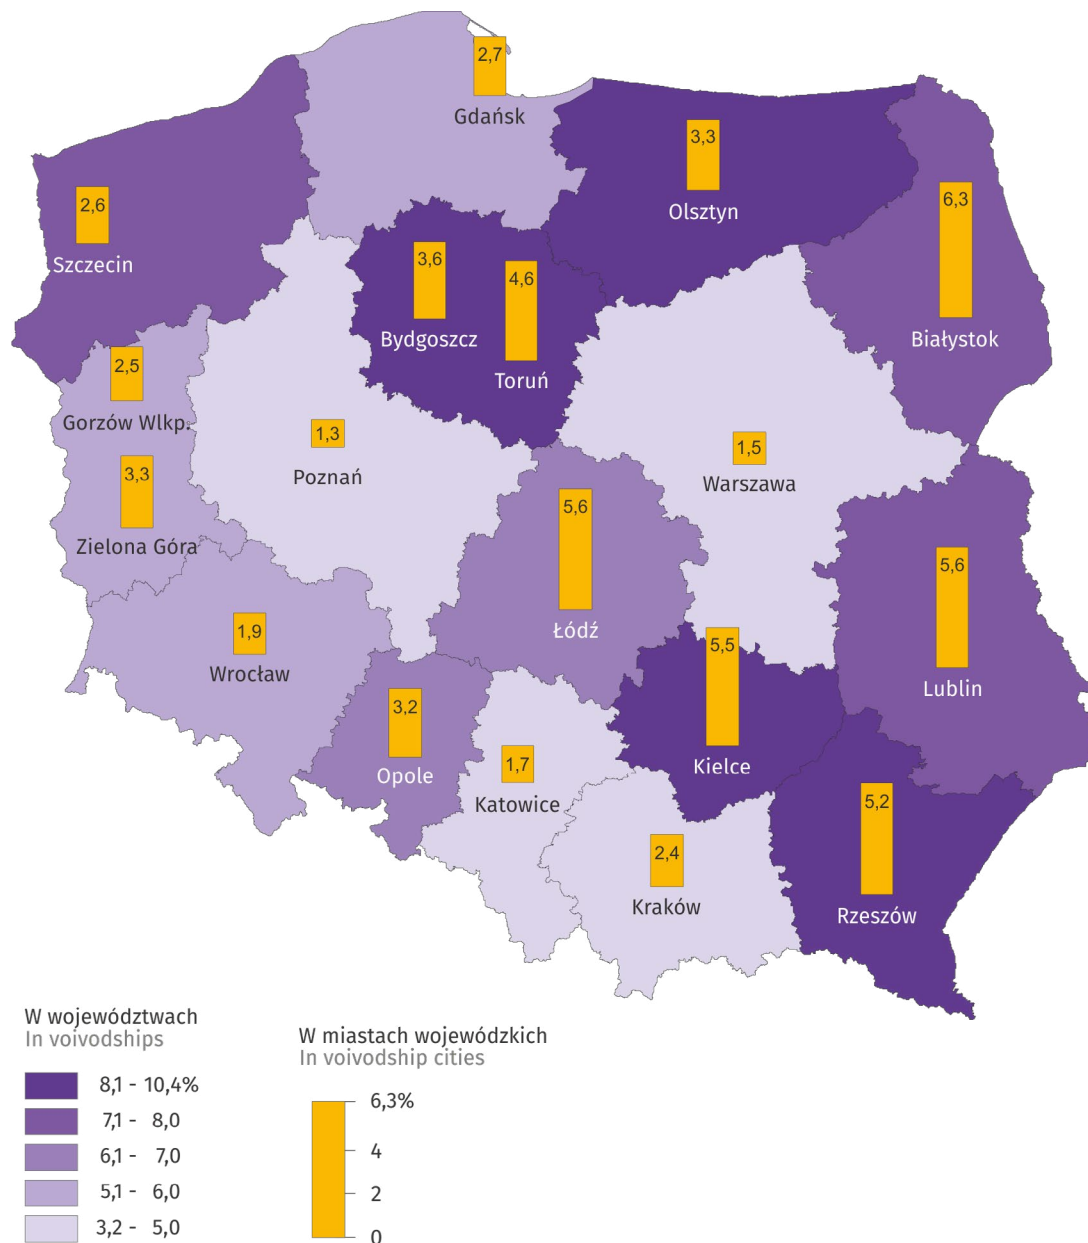 2,7
Gdańsk
3,3
Olsztyn
6,3
Białystok
2,6
Szczecin
3,6
Bydgoszcz
4,6
Toruń
2,5
Gorzów Wlkp.
3,3
Zielona Góra
1,3
Poznań
1,5
Warszawa
5,6
Łódź
5,6
Lublin
1,9
Wrocław
5,5
Kielce
3,2
Opole
1,7
Katowice
2,4
Kraków
5,2
Rzeszów
W województwach
In voivodships
8,1 - 10,4%
7,1 - 8,0
6,1 - 7,0
5,1 - 6,0
3,2 - 5,0
W miastach wojewódzkich
In voivodship cities
6,3%
4
2
0